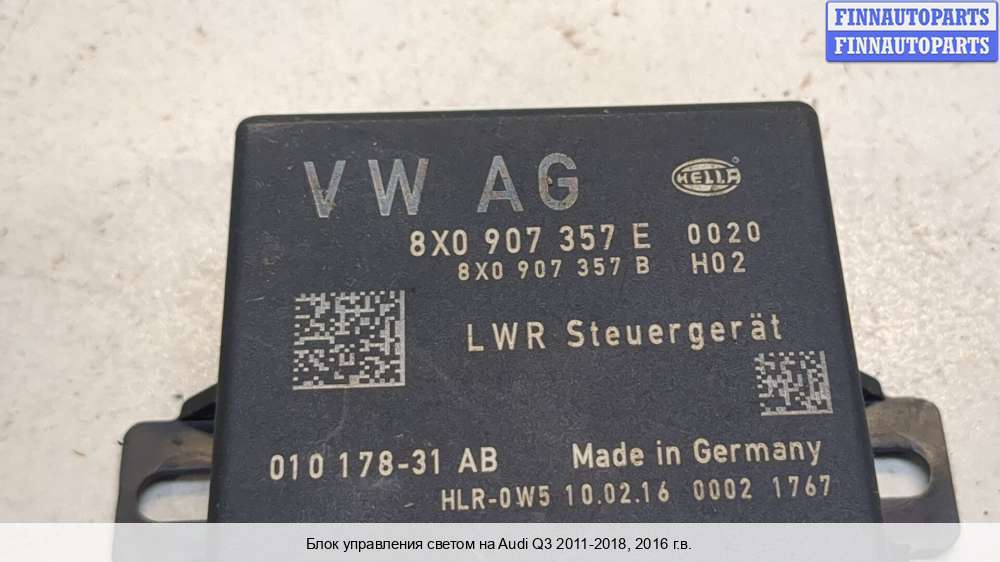 FINNAUTOPARTS
FINNAUTOPARTS
VW AG
HELLA
8X0 907 357 E 0020
8X0 907 357 B H02
LWR Steuergerät
010 178-31 AB Made in Germany
HLR-0W5 10.02.16 0002 1767
Блок управления светом на Audi Q3 2011-2018, 2016 г.в.